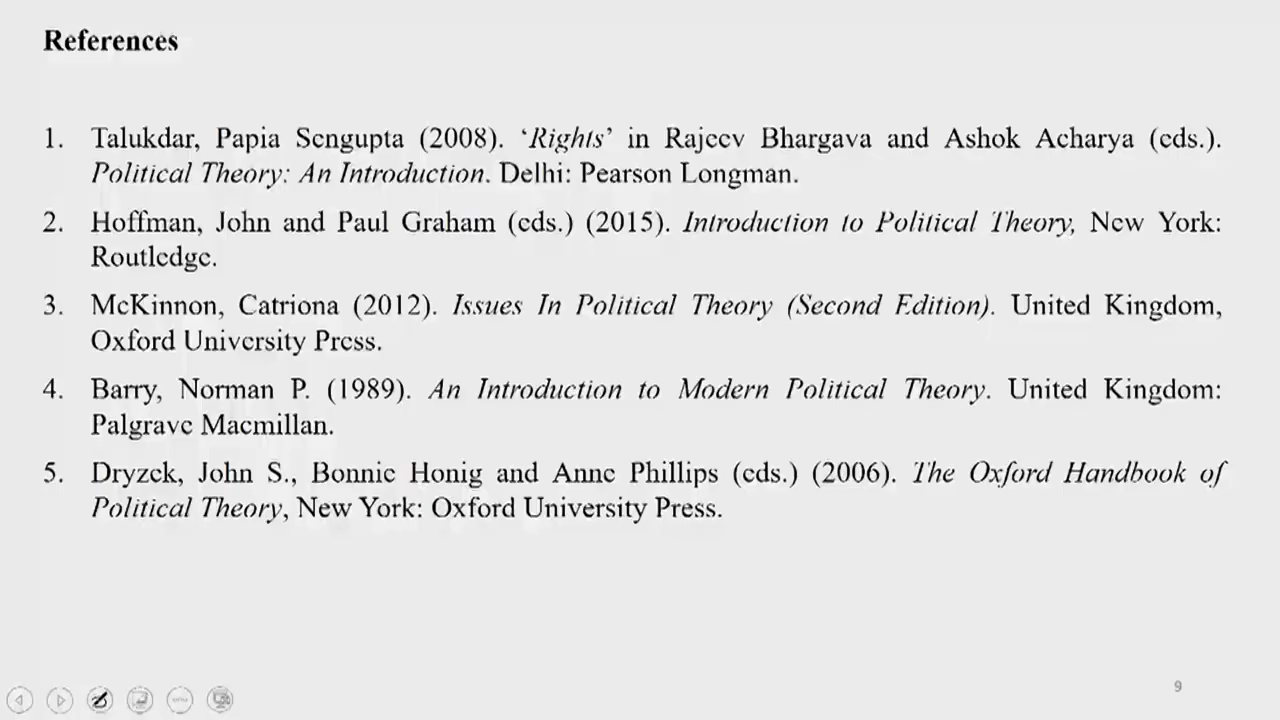 References
1. Talukdar, Papia Sengupta (2008). ‘Rights’ in Rajeev Bhargava and Ashok Acharya (eds.).
Political Theory: An Introduction. Delhi: Pearson Longman.
2. Hoffman, John and Paul Graham (eds.) (2015). Introduction to Political Theory, New York:
Routledge.
3. McKinnon, Catriona (2012). Issues In Political Theory (Second Edition). United Kingdom,
Oxford University Press.
4. Barry, Norman P. (1989). An Introduction to Modern Political Theory. United Kingdom:
Palgrave Macmillan.
5. Dryzek, John S., Bonnie Honig and Anne Phillips (eds.) (2006). The Oxford Handbook of
Political Theory, New York: Oxford University Press.
9